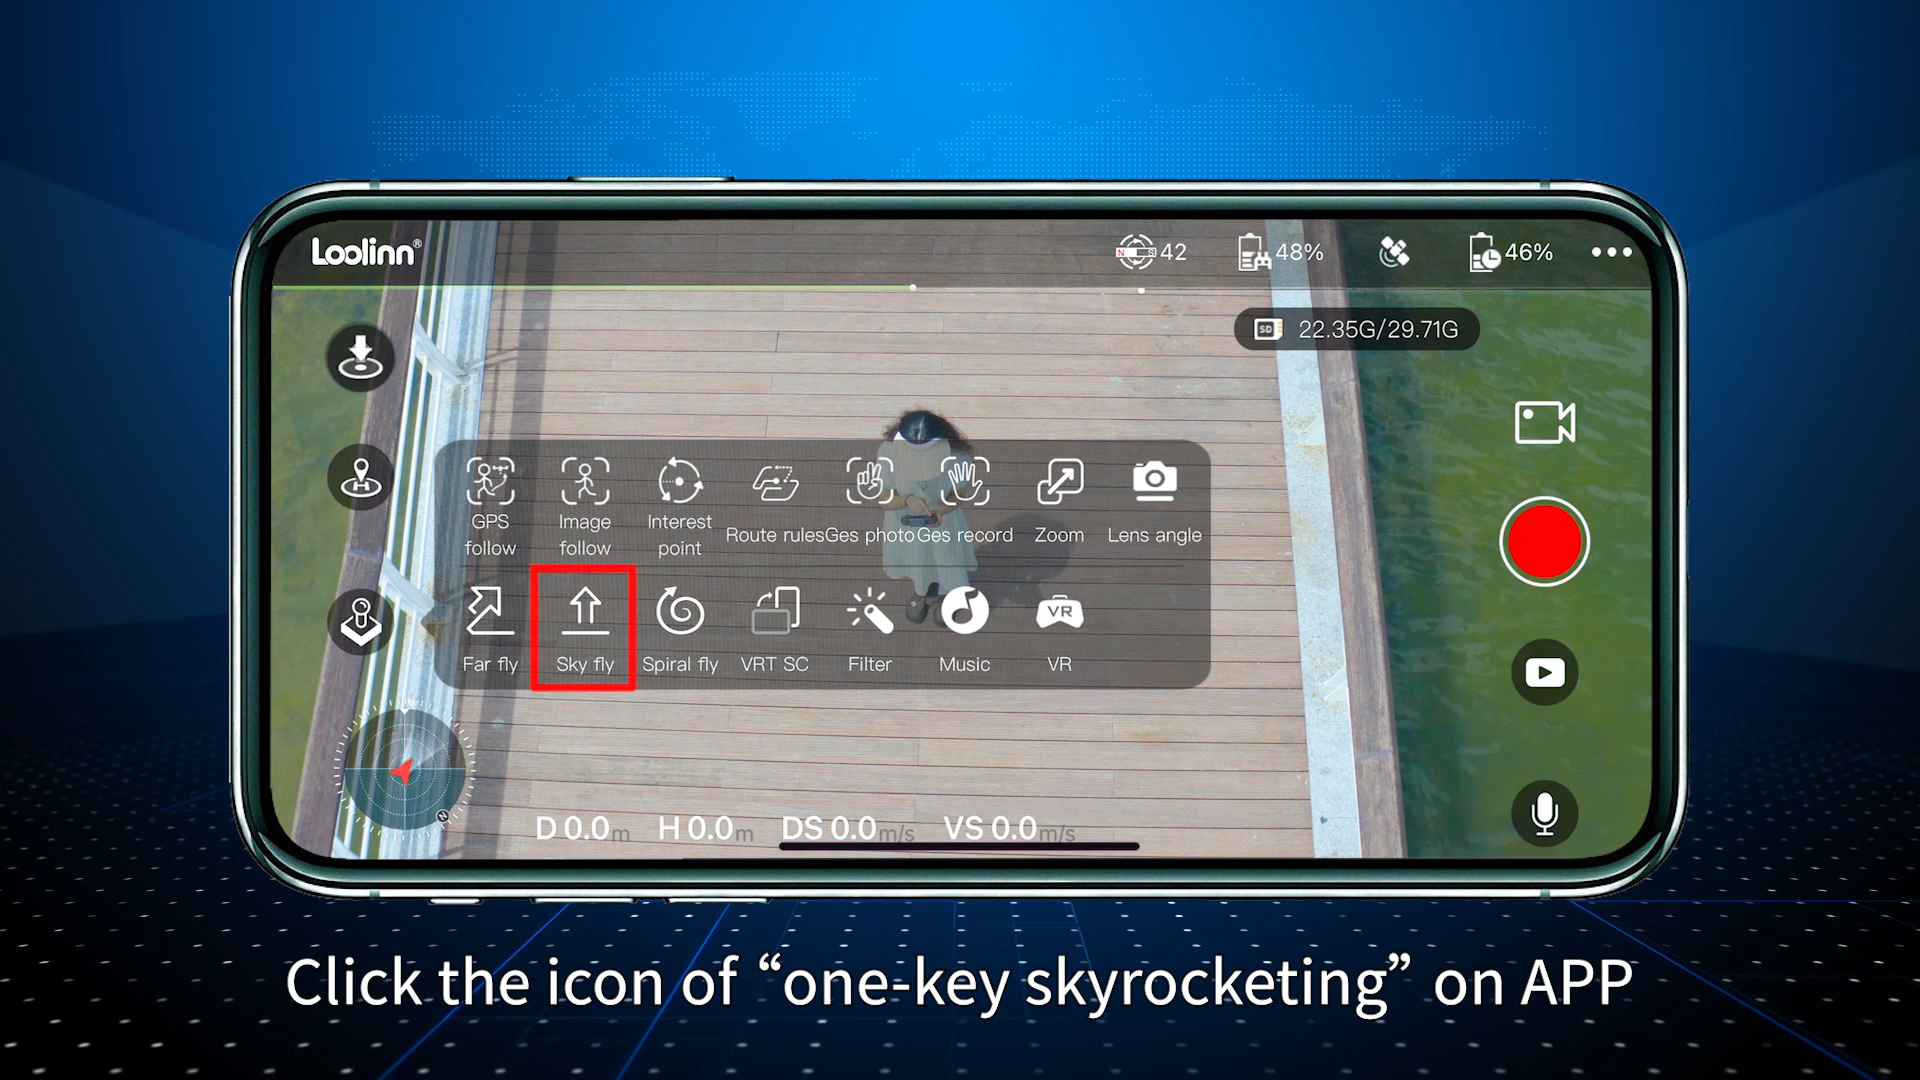 Loolinn®
N S 42
48%
46%
SD 22.35G/29.71G
GPS follow
Image follow
Interest point
Route rules
Ges photo
Ges record
Zoom
Lens angle
Far fly
Sky fly
Spiral fly
VRT SC
Filter
Music
VR
VR
N
D 0.0m H 0.0m DS 0.0m/s VS 0.0m/s
Click the icon of “one-key skyrocketing” on APP